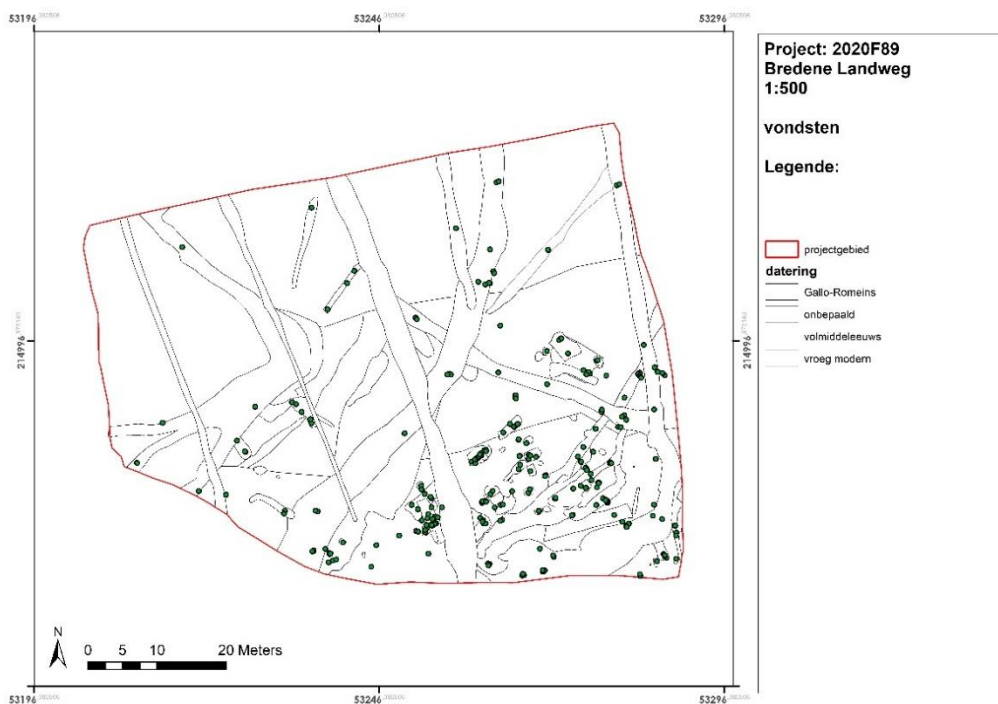 53196
53246
53296
Project: 2020F89
Bredene Landweg
1:500
vondsten
Legende:
projectgebied
datering
Gallo-Romeins
onbepaald
volmiddeleeuws
vroeg modern
214996
214996
N
0 5 10 20 Meters
53196
53246
53296